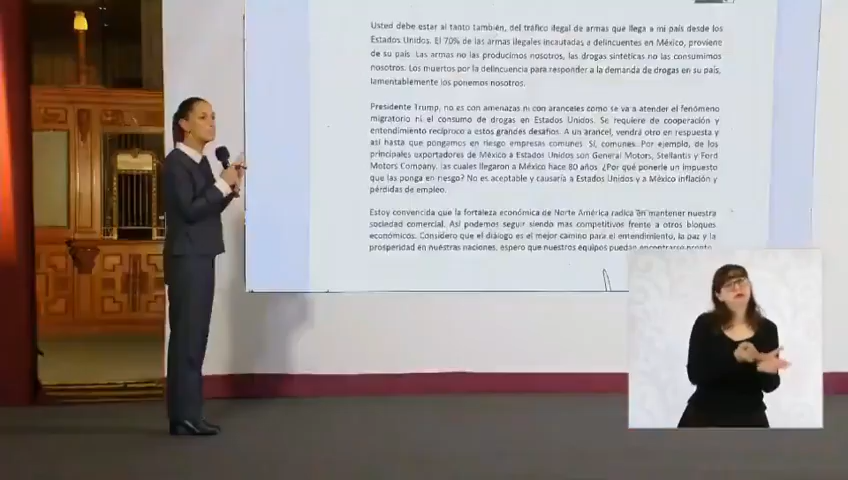 Usted debe estar al tanto también, del tráfico ilegal de armas que llega a mi país desde los
Estados Unidos. El 70% de las armas ilegales incautadas a delincuentes en México, proviene
de su país. Las armas no las producimos nosotros, las drogas sintéticas no las consumimos
nosotros. Los muertos por la delincuencia para responder a la demanda de drogas en su país,
lamentablemente los ponemos nosotros.
Presidente Trump, no es con amenazas ni con aranceles como se va a atender el fenómeno
migratorio ni el consumo de drogas en Estados Unidos. Se requiere de cooperación y
entendimiento recíproco a estos grandes desafíos. A un arancel, vendrá otro en respuesta y
así hasta que pongamos en riesgo empresas comunes. Sí, comunes. Por ejemplo, de los
principales exportadores de México a Estados Unidos son General Motors, Stellantis y Ford
Motors Company, las cuales llegaron a México hace 80 años. ¿Por qué ponerle un impuesto
que las ponga en riesgo? No es aceptable y causaría a Estados Unidos y a México inflación y
pérdidas de empleo.
Estoy convencida que la fortaleza económica de Norte América radica en mantener nuestra
sociedad comercial. Así podemos seguir siendo más competitivos frente a otros bloques
económicos. Considero que el diálogo es el mejor camino para el entendimiento, la paz y la
prosperidad en nuestras naciones, espero que nuestros equipos puedan encontrarse pronto